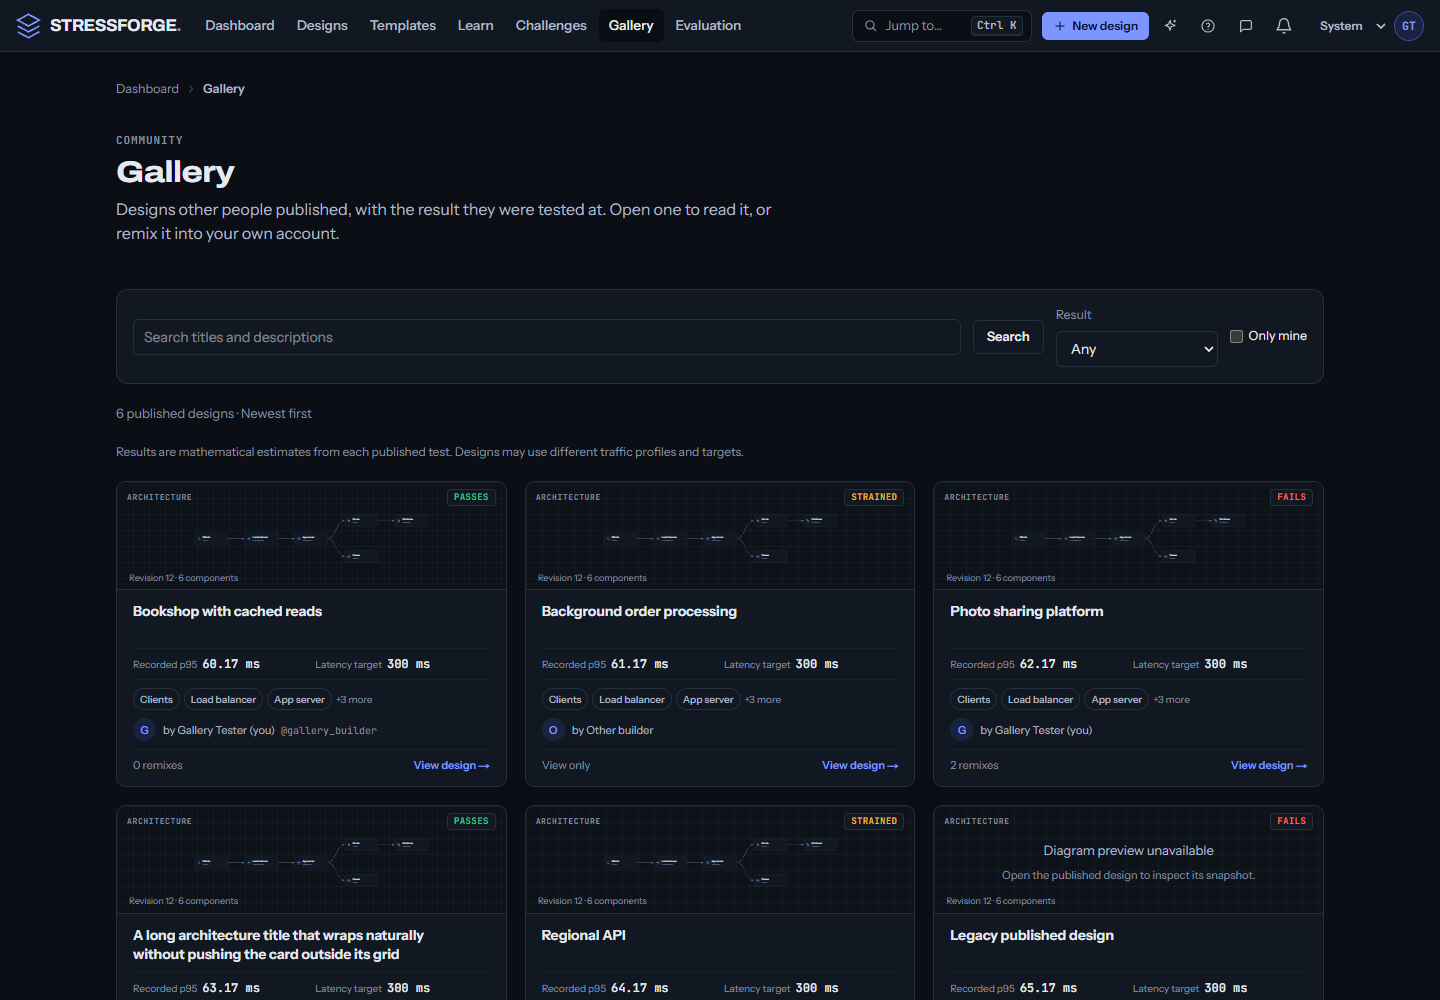 STRESSFORGE.
Dashboard
Designs
Templates
Learn
Challenges
Gallery
Evaluation
Jump to...
Ctrl K
+ New design
System
GT
Dashboard > Gallery
COMMUNITY
Gallery
Designs other people published, with the result they were tested at. Open one to read it, or
remix it into your own account.
Result
Search titles and descriptions
Search
Any
Only mine
6 published designs · Newest first
Results are mathematical estimates from each published test. Designs may use different traffic profiles and targets.
ARCHITECTURE
PASSES
Revision 12 · 6 components
Bookshop with cached reads
Recorded p95 60.17 ms
Latency target 300 ms
Clients
Load balancer
App server
+3 more
G
by Gallery Tester (you) @gallery_builder
0 remixes
View design →
ARCHITECTURE
STRAINED
Revision 12 · 6 components
Background order processing
Recorded p95 61.17 ms
Latency target 300 ms
Clients
Load balancer
App server
+3 more
O
by Other builder
View only
View design →
ARCHITECTURE
FAILS
Revision 12 · 6 components
Photo sharing platform
Recorded p95 62.17 ms
Latency target 300 ms
Clients
Load balancer
App server
+3 more
G
by Gallery Tester (you)
2 remixes
View design →
ARCHITECTURE
PASSES
Revision 12 · 6 components
A long architecture title that wraps naturally
without pushing the card outside its grid
Recorded p95 63.17 ms
Latency target 300 ms
ARCHITECTURE
STRAINED
Revision 12 · 6 components
Regional API
Recorded p95 64.17 ms
Latency target 300 ms
ARCHITECTURE
FAILS
Diagram preview unavailable
Open the published design to inspect its snapshot.
Revision 12 · 6 components
Legacy published design
Recorded p95 65.17 ms
Latency target 300 ms